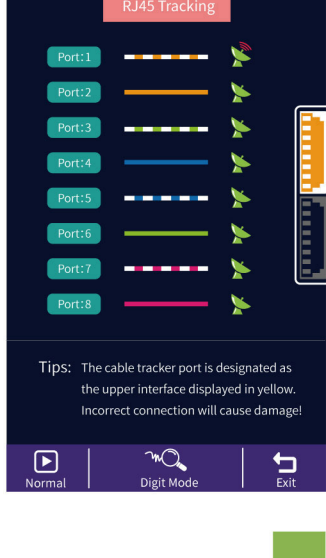 RJ45 Tracking
Port:1
Port:2
Port:3
Port:4
Port:5
Port:6
Port:7
Port:8
Tips: The cable tracker port is designated as
the upper interface displayed in yellow.
Incorrect connection will cause damage!
Normal Digit Mode Exit